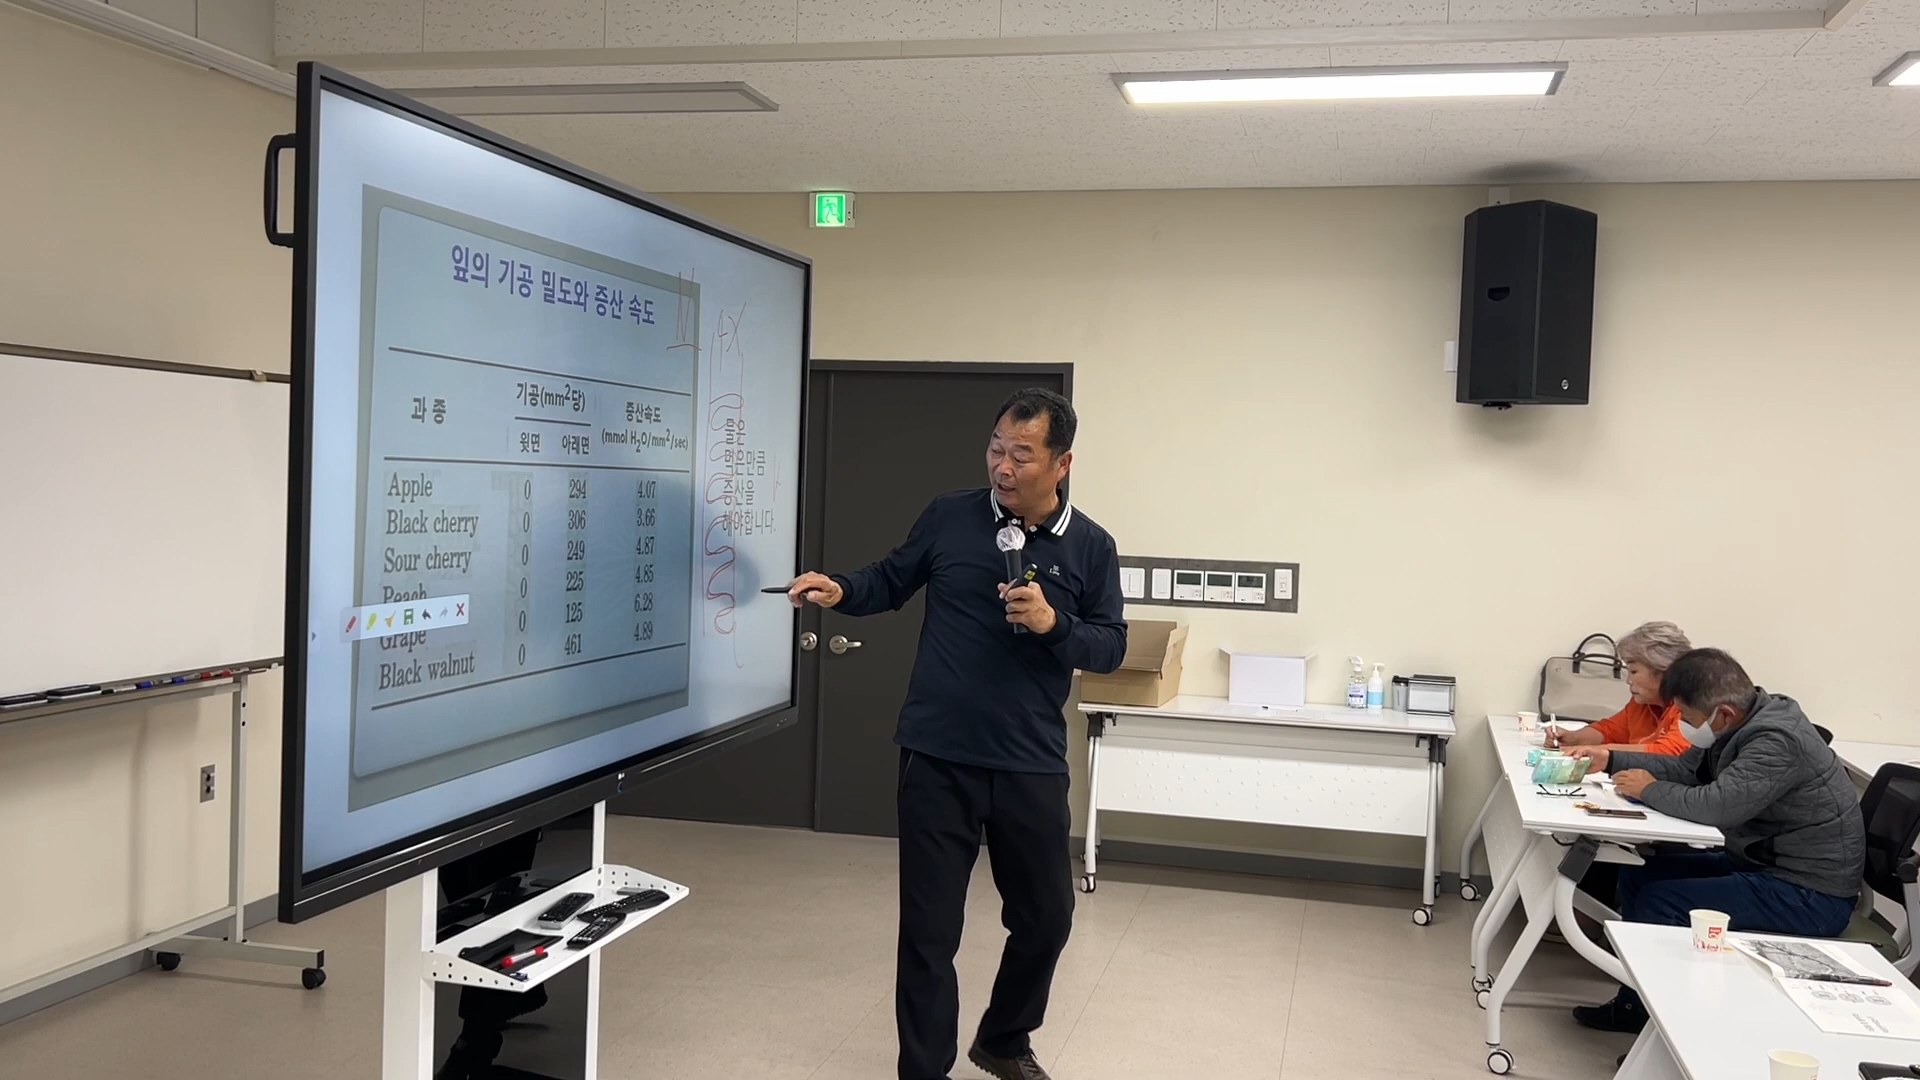 잎의 기공 밀도와 증산 속도
N
4X
과 종
기공(mm2당)
윗면 아래면
증산속도
(mmol H2O/mm2/sec)
Apple 0 294 4.07
Black cherry 0 306 3.66
Sour cherry 0 249 4.87
Peach 0 225 4.85
Grape 0 125 6.28
Black walnut 0 461 4.89
물은
먹은만큼
증산을
해야합니다.
LG